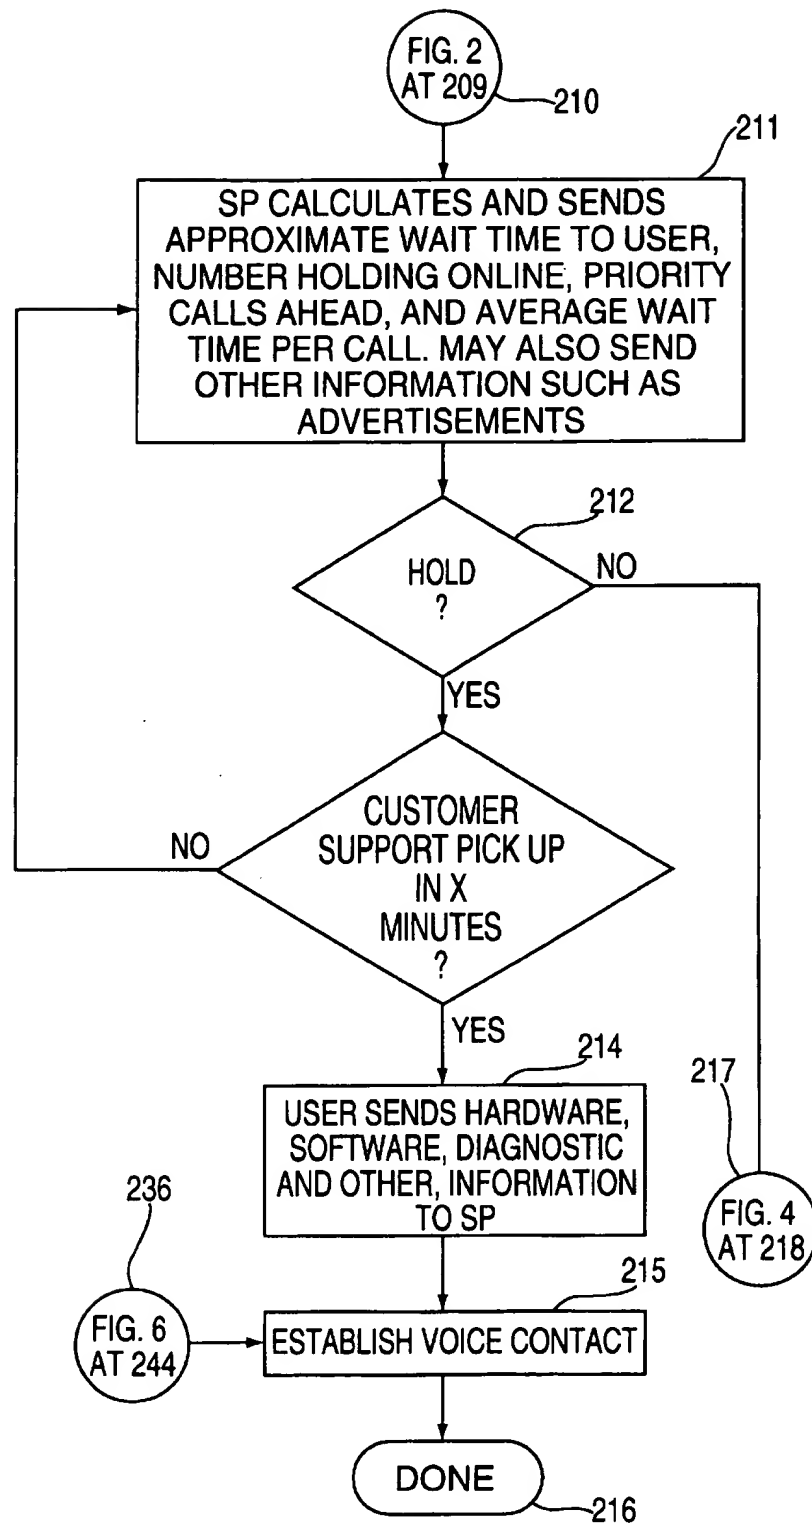 FIG. 2
AT 209
210
211
SP CALCULATES AND SENDS
APPROXIMATE WAIT TIME TO USER,
NUMBER HOLDING ONLINE, PRIORITY
CALLS AHEAD, AND AVERAGE WAIT
TIME PER CALL. MAY ALSO SEND
OTHER INFORMATION SUCH AS
ADVERTISEMENTS
212
HOLD
?
NO
YES
CUSTOMER
SUPPORT PICK UP
IN X
MINUTES
?
NO
YES
214
USER SENDS HARDWARE,
SOFTWARE, DIAGNOSTIC
AND OTHER, INFORMATION
TO SP
217
FIG. 4
AT 218
236
FIG. 6
AT 244
215
ESTABLISH VOICE CONTACT
DONE
216